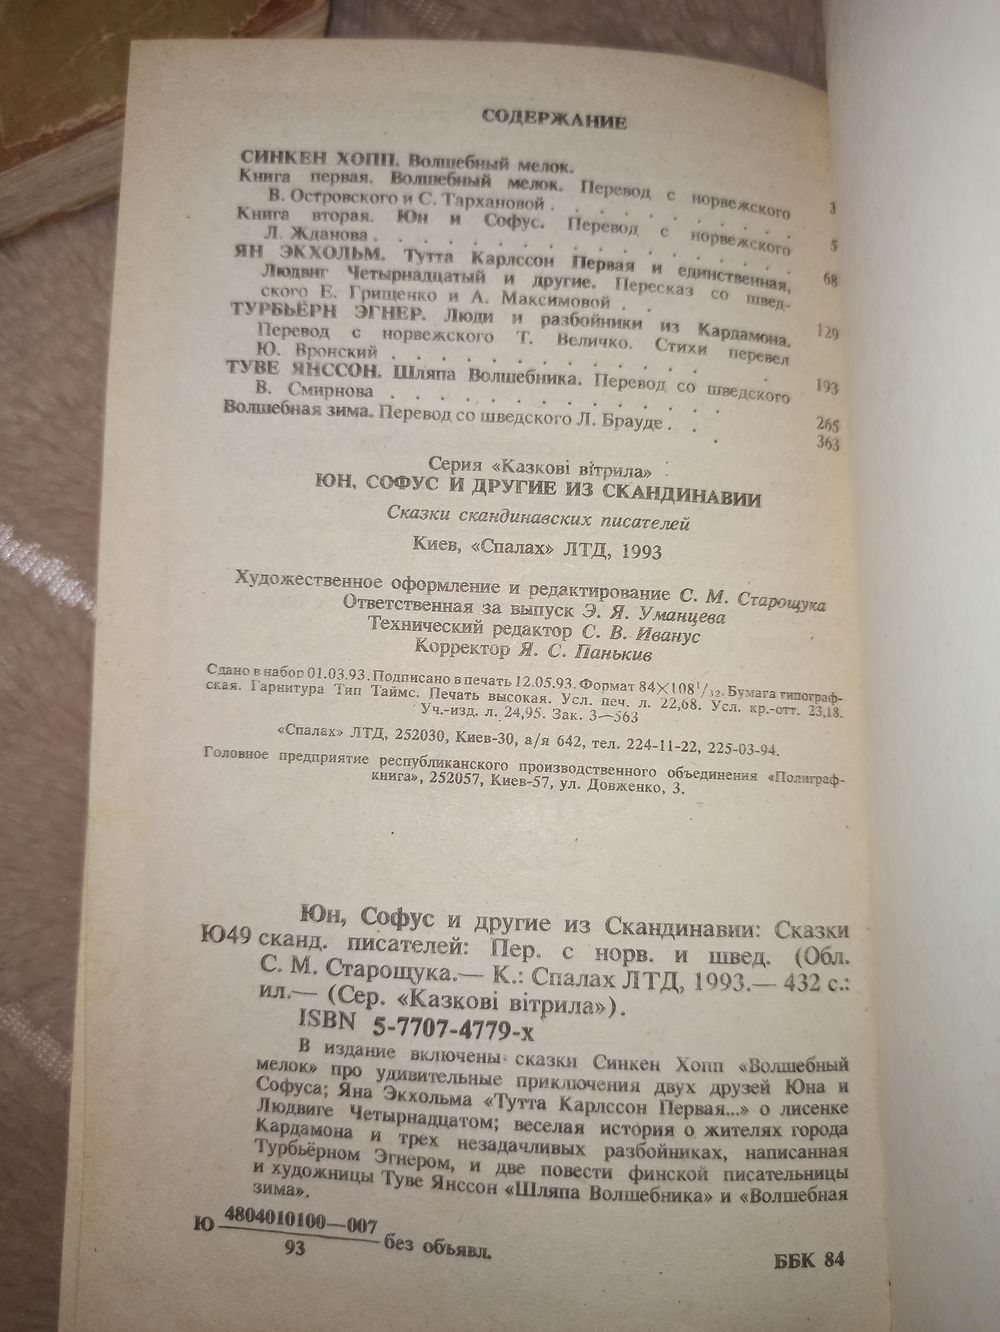 СОДЕРЖАНИЕ
СИНКЕН ХОПП. Волшебный мелок.
Книга первая. Волшебный мелок. Перевод с норвежского
В. Островского и С. Тархановой . . . . . . . . . 3
Книга вторая. Юн и Софус. Перевод с норвежского
Л. Жданова . . . . . . . . . . . . . . 5
ЯН ЭКХОЛЬМ. Тутта Карлссон Первая и единственная,
Людвиг Четырнадцатый и другие. Пересказ со швед- 68
ского Е. Грищенко и А. Максимовой . .
ТУРБЬЁРН ЭГНЕР. Люди и разбойники из Кардамона. 129
Перевод с норвежского Т. Величко. Стихи перевел
Ю. Вронский . . . . . . . . . . . . .
ТУВЕ ЯНССОН. Шляпа Волшебника. Перевод со шведского 193
В. Смирнова . . . . . . . . . . . . .
Волшебная зима. Перевод со шведского Л. Брауде . . 265
363
Серия «Казкові вітрила»
ЮН, СОФУС И ДРУГИЕ ИЗ СКАНДИНАВИИ
Сказки скандинавских писателей
Киев, «Спалах» ЛТД, 1993
Художественное оформление и редактирование С. М. Старощука
Ответственная за выпуск Э. Я. Уманцева
Технический редактор С. В. Иванус
Корректор Я. С. Панькив
Сдано в набор 01.03.93. Подписано в печать 12.05.93. Формат 84×108¹/₃₂. Бумага типограф-
ская. Гарнитура Тип Таймс. Печать высокая. Усл. печ. л. 22,68. Усл. кр.-отт. 23,18.
Уч.-изд. л. 24,95. Зак. 3—563
«Спалах» ЛТД, 252030, Киев-30, а/я 642, тел. 224-11-22, 225-03-94.
Головное предприятие республиканского производственного объединения «Полиграф-
книга», 252057, Киев-57, ул. Довженко, 3.
Юн, Софус и другие из Скандинавии: Сказки
Ю49 сканд. писателей: Пер. с норв. и швед. (Обл.
С. М. Старощука.— К.: Спалах ЛТД, 1993.— 432 с.:
ил.— (Сер. «Казкові вітрила»).
ISBN 5-7707-4779-х
В издание включены сказки Синкен Хопп «Волшебный
мелок» про удивительные приключения двух друзей Юна и
Софуса; Яна Экхольма «Тутта Карлссон Первая...» о лисенке
Людвиге Четырнадцатом; веселая история о жителях города
Кардамона и трех незадачливых разбойниках, написанная
Турбьёрном Эгнером, и две повести финской писательницы
и художницы Туве Янссон «Шляпа Волшебника» и «Волшебная
зима».
Ю 4804010100—007
93 без объявл.
ББК 84